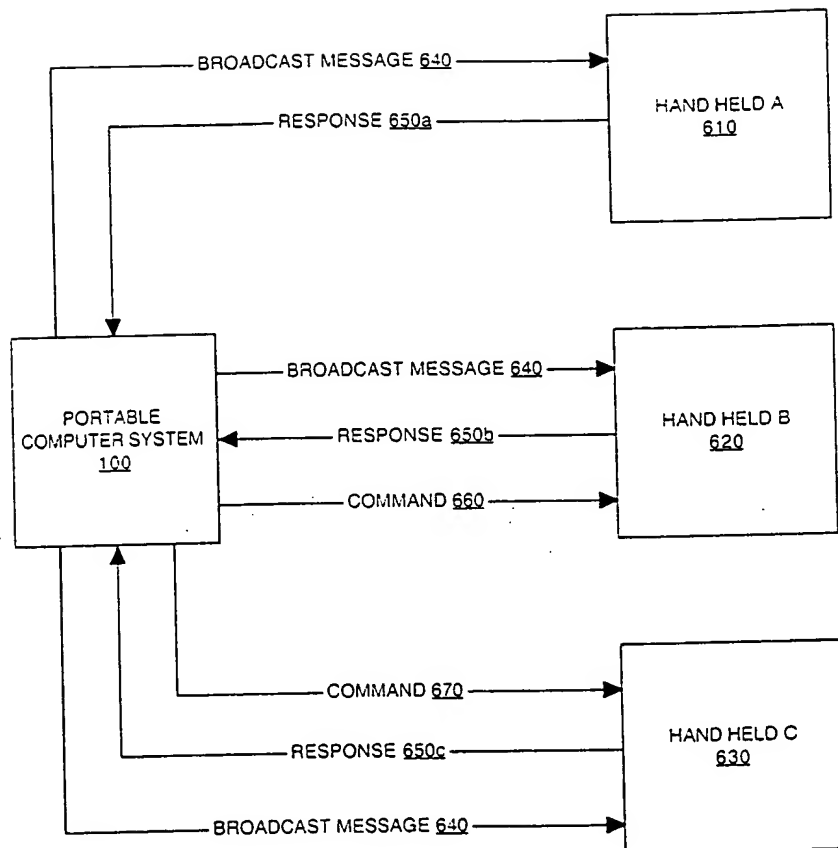 BROADCAST MESSAGE 640
RESPONSE 650a
HAND HELD A
610
PORTABLE
COMPUTER SYSTEM
100
BROADCAST MESSAGE 640
RESPONSE 650b
COMMAND 660
HAND HELD B
620
COMMAND 670
RESPONSE 650c
BROADCAST MESSAGE 640
HAND HELD C
630